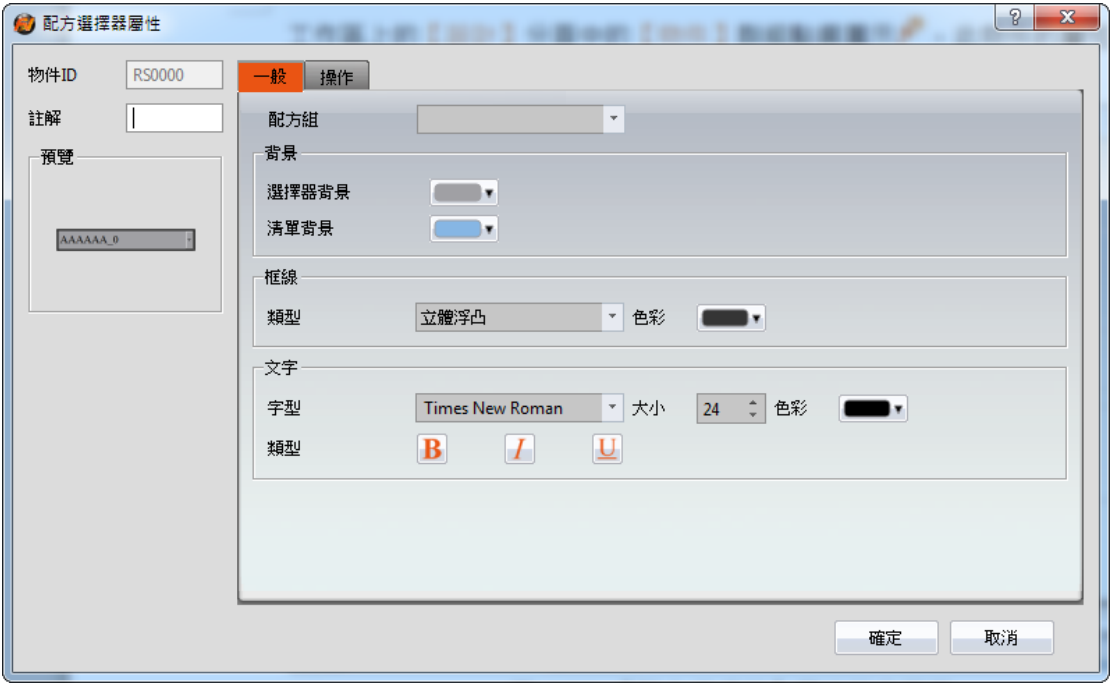 配方選擇器屬性
物件ID RS0000
註解
預覽
AAAAAA_0
一般 操作
配方組
背景
選擇器背景
清單背景
框線
類型 立體浮凸 色彩
文字
字型 Times New Roman 大小 24 色彩
類型 B I U
確定 取消